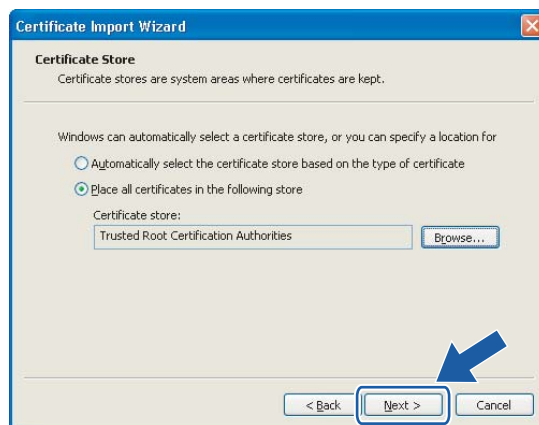 Certificate Import Wizard
Certificate Store
Certificate stores are system areas where certificates are kept.
Windows can automatically select a certificate store, or you can specify a location for
Automatically select the certificate store based on the type of certificate
Place all certificates in the following store
Certificate store:
Trusted Root Certification Authorities
Browse...
< Back
Next >
Cancel